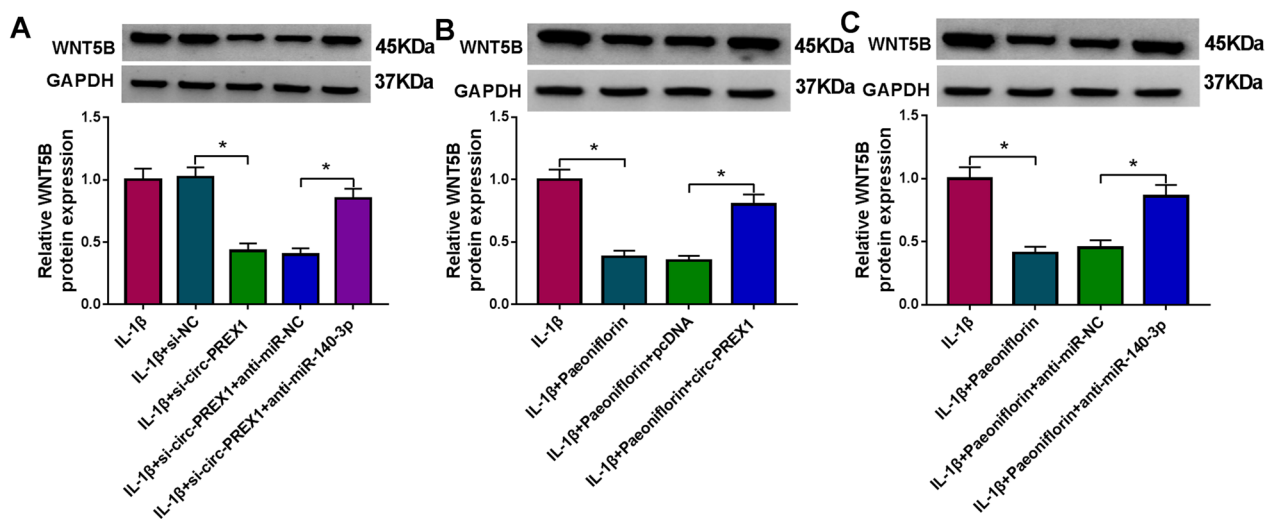 A
WNT5B
45KDa
GAPDH
37KDa
Relative WNT5B
protein expression
1.5
1.0
0.5
0.0
*
*
IL-1β
IL-1β+si-NC
IL-1β+si-circ-PREX1
IL-1β+si-circ-PREX1+anti-miR-NC
IL-1β+si-circ-PREX1+anti-miR-140-3p
B
WNT5B
45KDa
GAPDH
37KDa
Relative WNT5B
protein expression
1.5
1.0
0.5
0.0
*
*
IL-1β
IL-1β+Paeoniflorin
IL-1β+Paeoniflorin+pcDNA
IL-1β+Paeoniflorin+circ-PREX1
C
WNT5B
45KDa
GAPDH
37KDa
Relative WNT5B
protein expression
1.5
1.0
0.5
0.0
*
*
IL-1β
IL-1β+Paeoniflorin
IL-1β+Paeoniflorin+anti-miR-NC
IL-1β+Paeoniflorin+anti-miR-140-3p